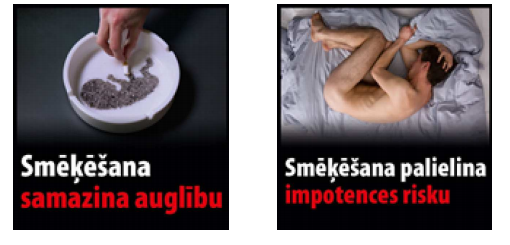 Smēķēšana
samazina auglību
Smēķēšana palielina
impotences risku